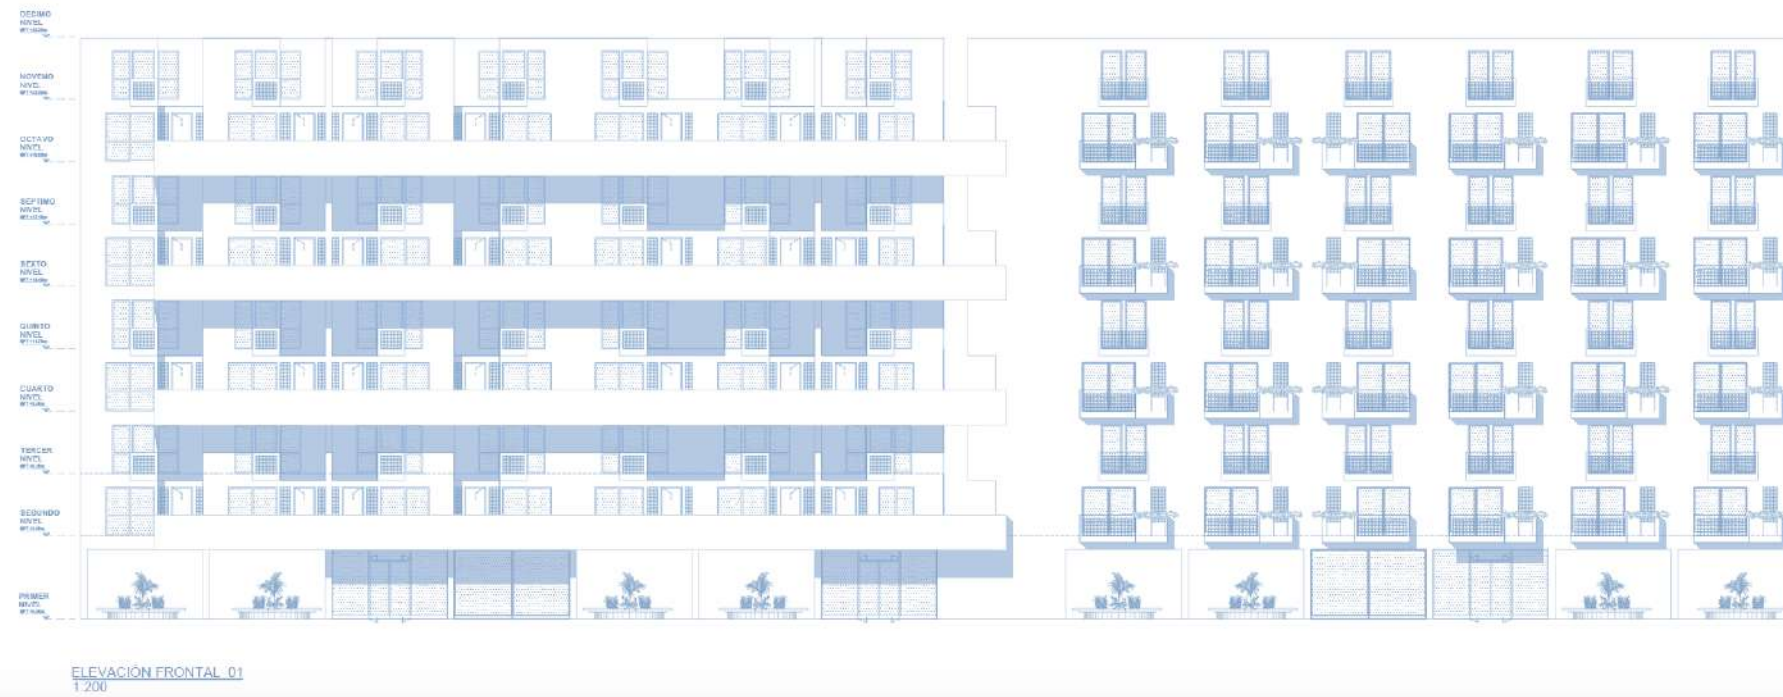 DECIMO
NIVEL
NOVENO
NIVEL
OCTAVO
NIVEL
SEPTIMO
NIVEL
SEXTO
NIVEL
QUINTO
NIVEL
CUARTO
NIVEL
TERCER
NIVEL
SEGUNDO
NIVEL
PRIMER
NIVEL
ELEVACIÓN FRONTAL 01
1:200